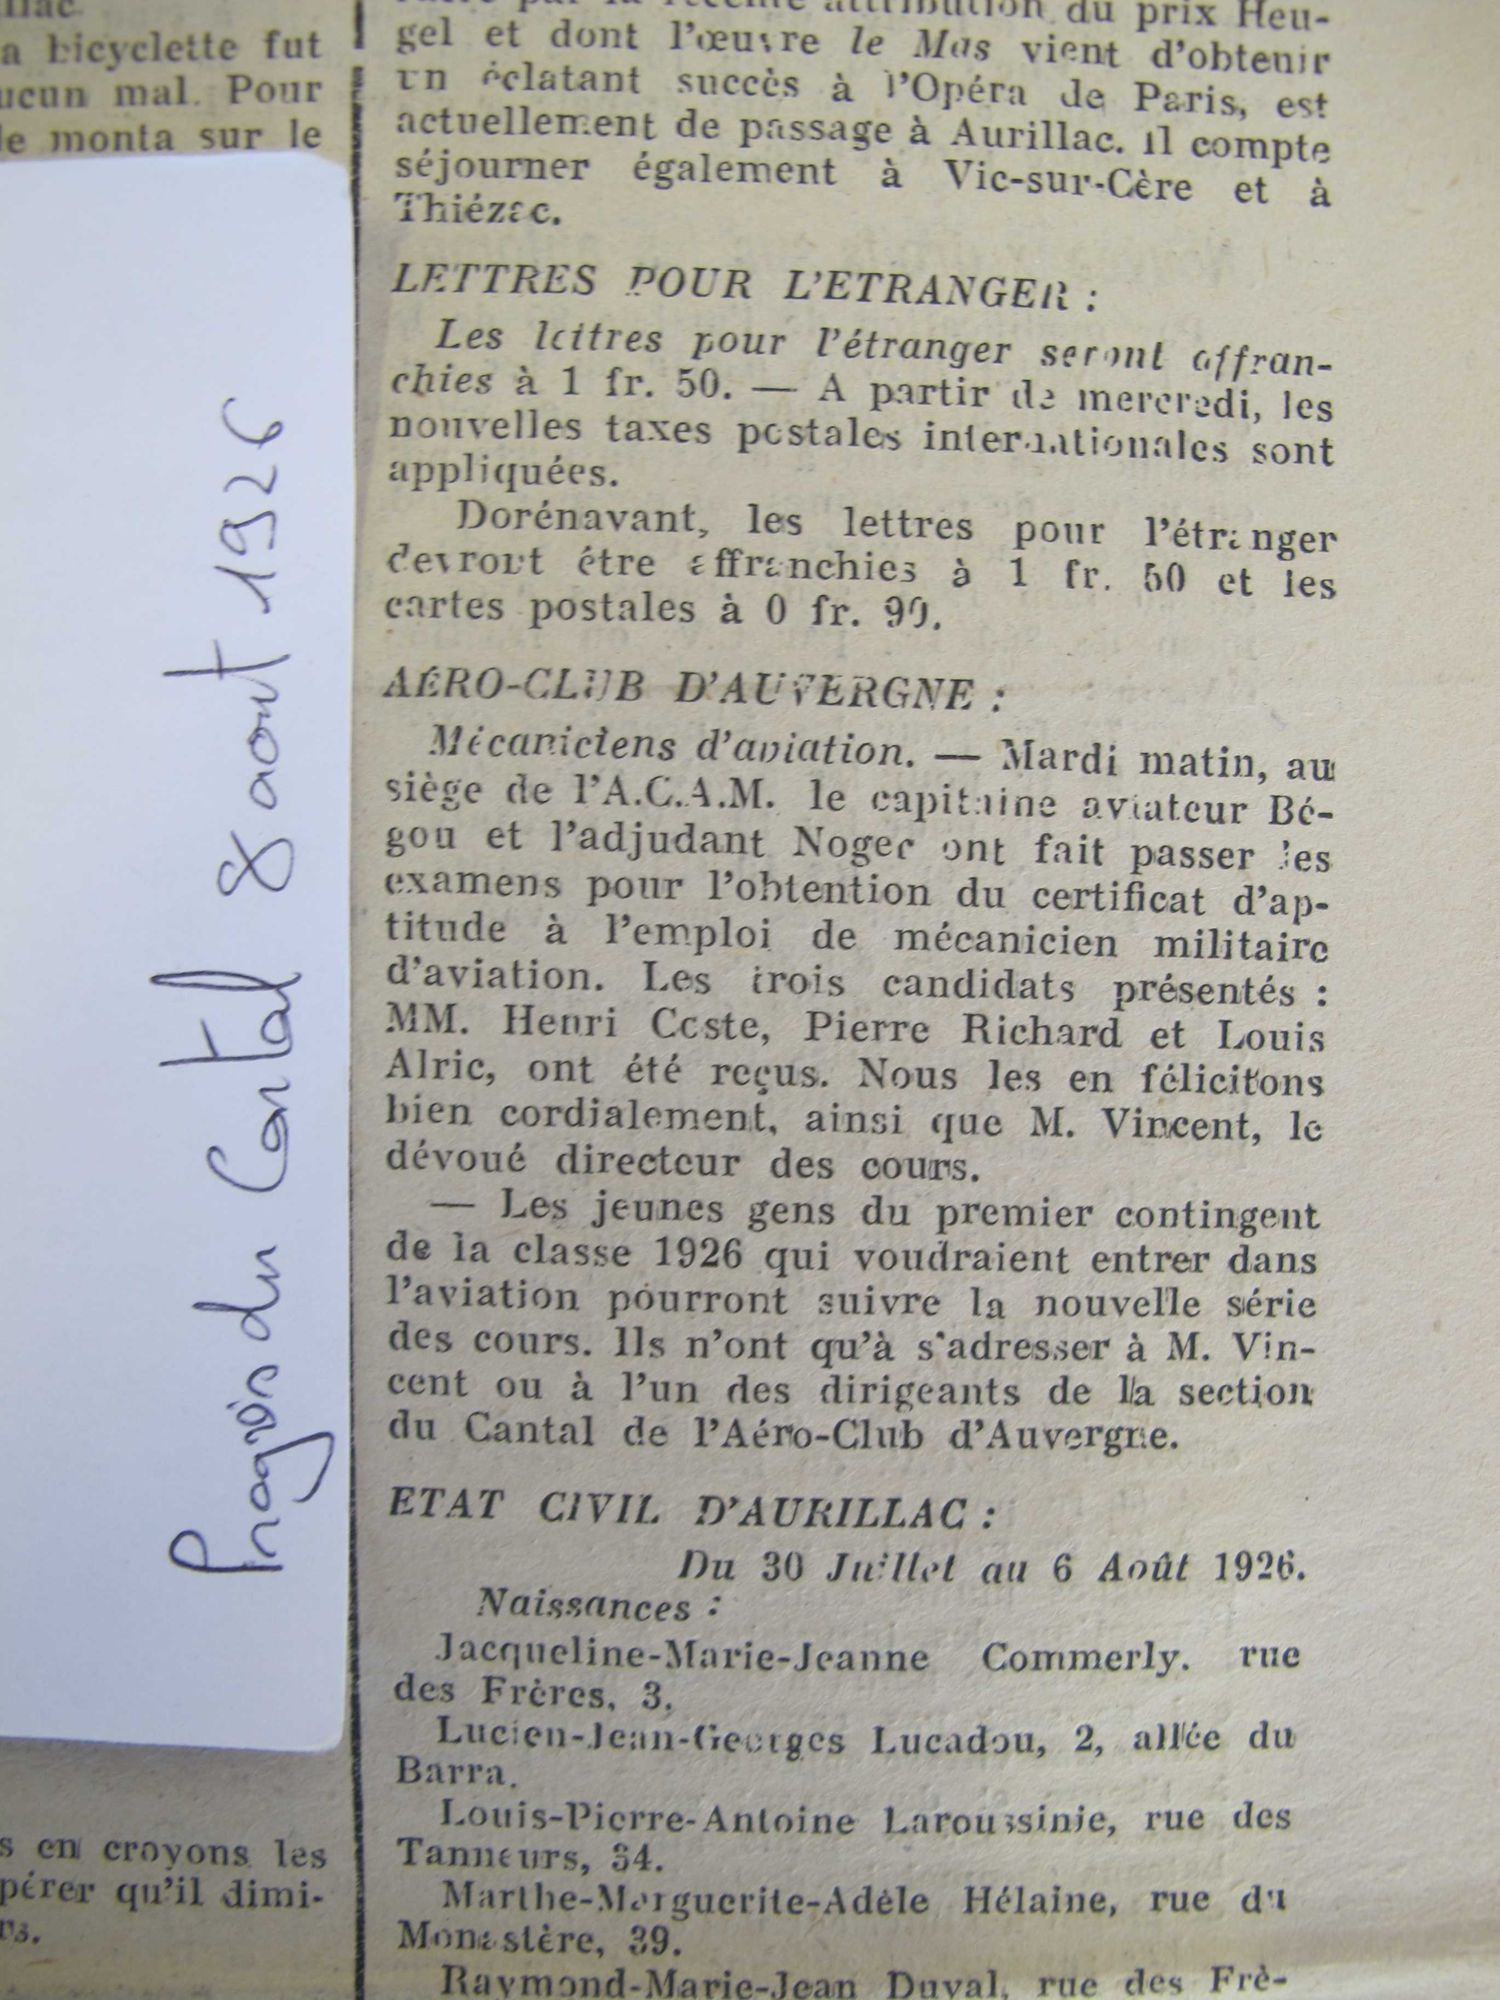 a bicyclette fut
ucun mal. Pour
le monta sur le
Progrès du Cantal 8 aout 1926
s en croyons les
pérer qu'il dimi-
rs.
attribution du prix Heu-
gel et dont l'œuvre le Mas vient d'obtenir
un éclatant succès à l'Opéra de Paris, est
actuellement de passage à Aurillac. Il compte
séjourner également à Vic-sur-Cère et à
Thiézac.
LETTRES POUR L'ETRANGER :
Les lettres pour l'étranger seront affran-
chies à 1 fr. 50. — A partir de mercredi, les
nouvelles taxes postales internationales sont
appliquées.
Dorénavant, les lettres pour l'étranger
devront être affranchies à 1 fr. 50 et les
cartes postales à 0 fr. 90.
AÉRO-CLUB D'AUVERGNE :
Mécaniciens d'aviation. — Mardi matin, au
siège de l'A.C.A.M. le capitaine aviateur Bé-
gou et l'adjudant Noger ont fait passer les
examens pour l'obtention du certificat d'ap-
titude à l'emploi de mécanicien militaire
d'aviation. Les trois candidats présentés :
MM. Henri Coste, Pierre Richard et Louis
Alric, ont été reçus. Nous les en félicitons
bien cordialement, ainsi que M. Vincent, le
dévoué directeur des cours.
— Les jeunes gens du premier contingent
de la classe 1926 qui voudraient entrer dans
l'aviation pourront suivre la nouvelle série
des cours. Ils n'ont qu'à s'adresser à M. Vin-
cent ou à l'un des dirigeants de la section
du Cantal de l'Aéro-Club d'Auvergne.
ETAT CIVIL D'AURILLAC :
Du 30 Juillet au 6 Août 1926.
Naissances :
Jacqueline-Marie-Jeanne Commerly. rue
des Frères, 3.
Lucien-Jean-Georges Lucadou, 2, allée du
Barra.
Louis-Pierre-Antoine Laroussinie, rue des
Tanneurs, 34.
Marthe-Marguerite-Adèle Hélaine, rue du
Monastère, 39.
Raymond-Marie-Jean Duval, rue des Frè-